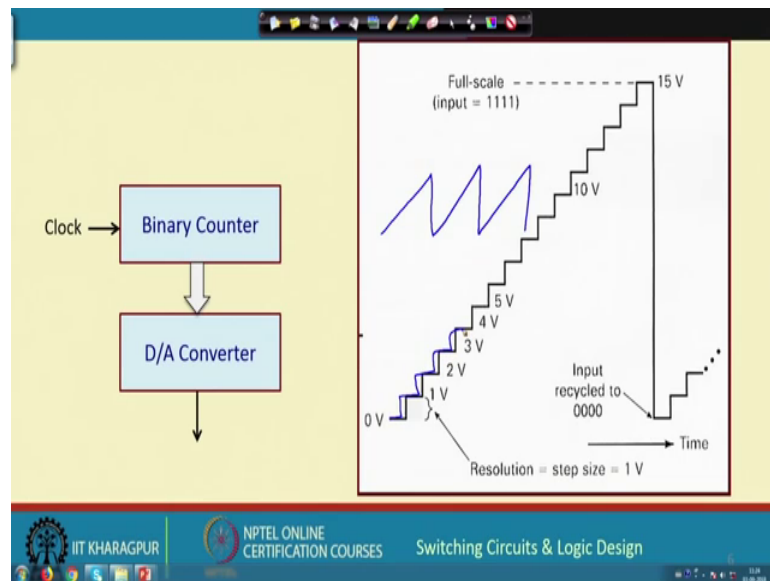 Full-scale
(input = 1111)
15 V
10 V
5 V
4 V
3 V
2 V
1 V
0 V
Clock
Binary Counter
D/A Converter
Input
recycled to
0000
Time
Resolution = step size = 1 V
IIT KHARAGPUR
NPTEL ONLINE
CERTIFICATION COURSES
Switching Circuits & Logic Design
6